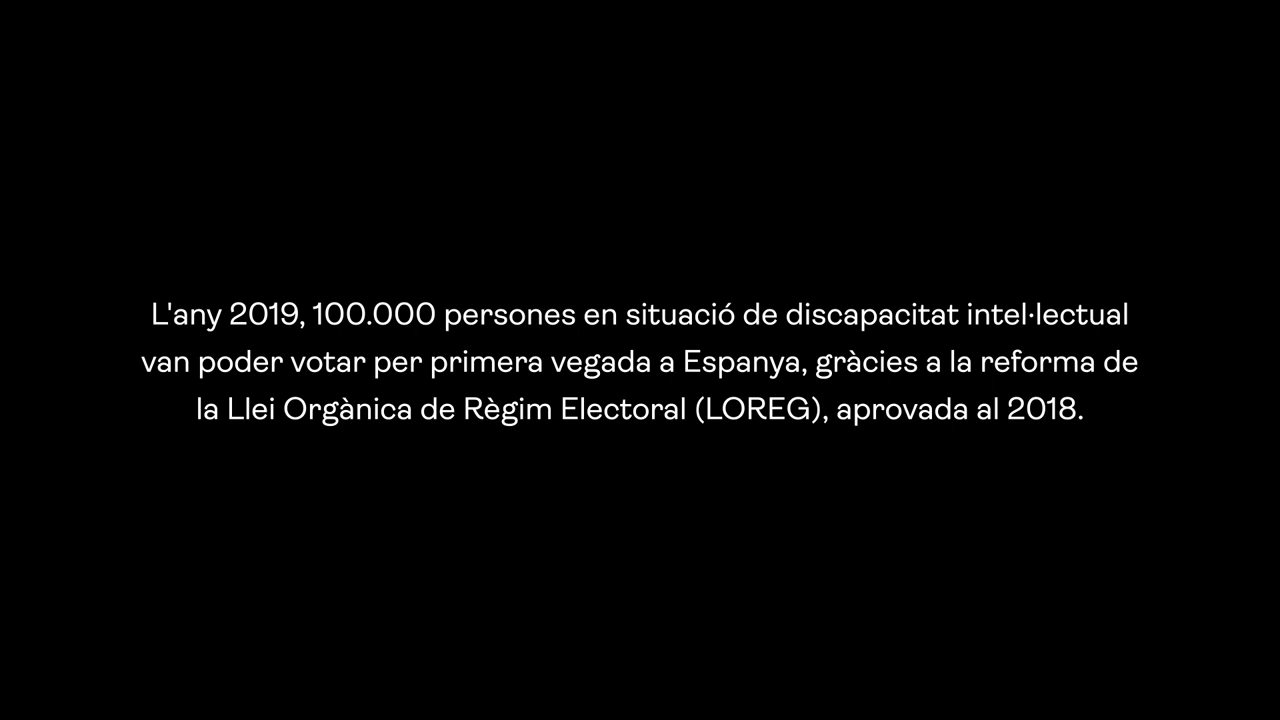 L'any 2019, 100.000 persones en situació de discapacitat intel·lectual
van poder votar per primera vegada a Espanya, gràcies a la reforma de
la Llei Orgànica de Règim Electoral (LOREG), aprovada al 2018.